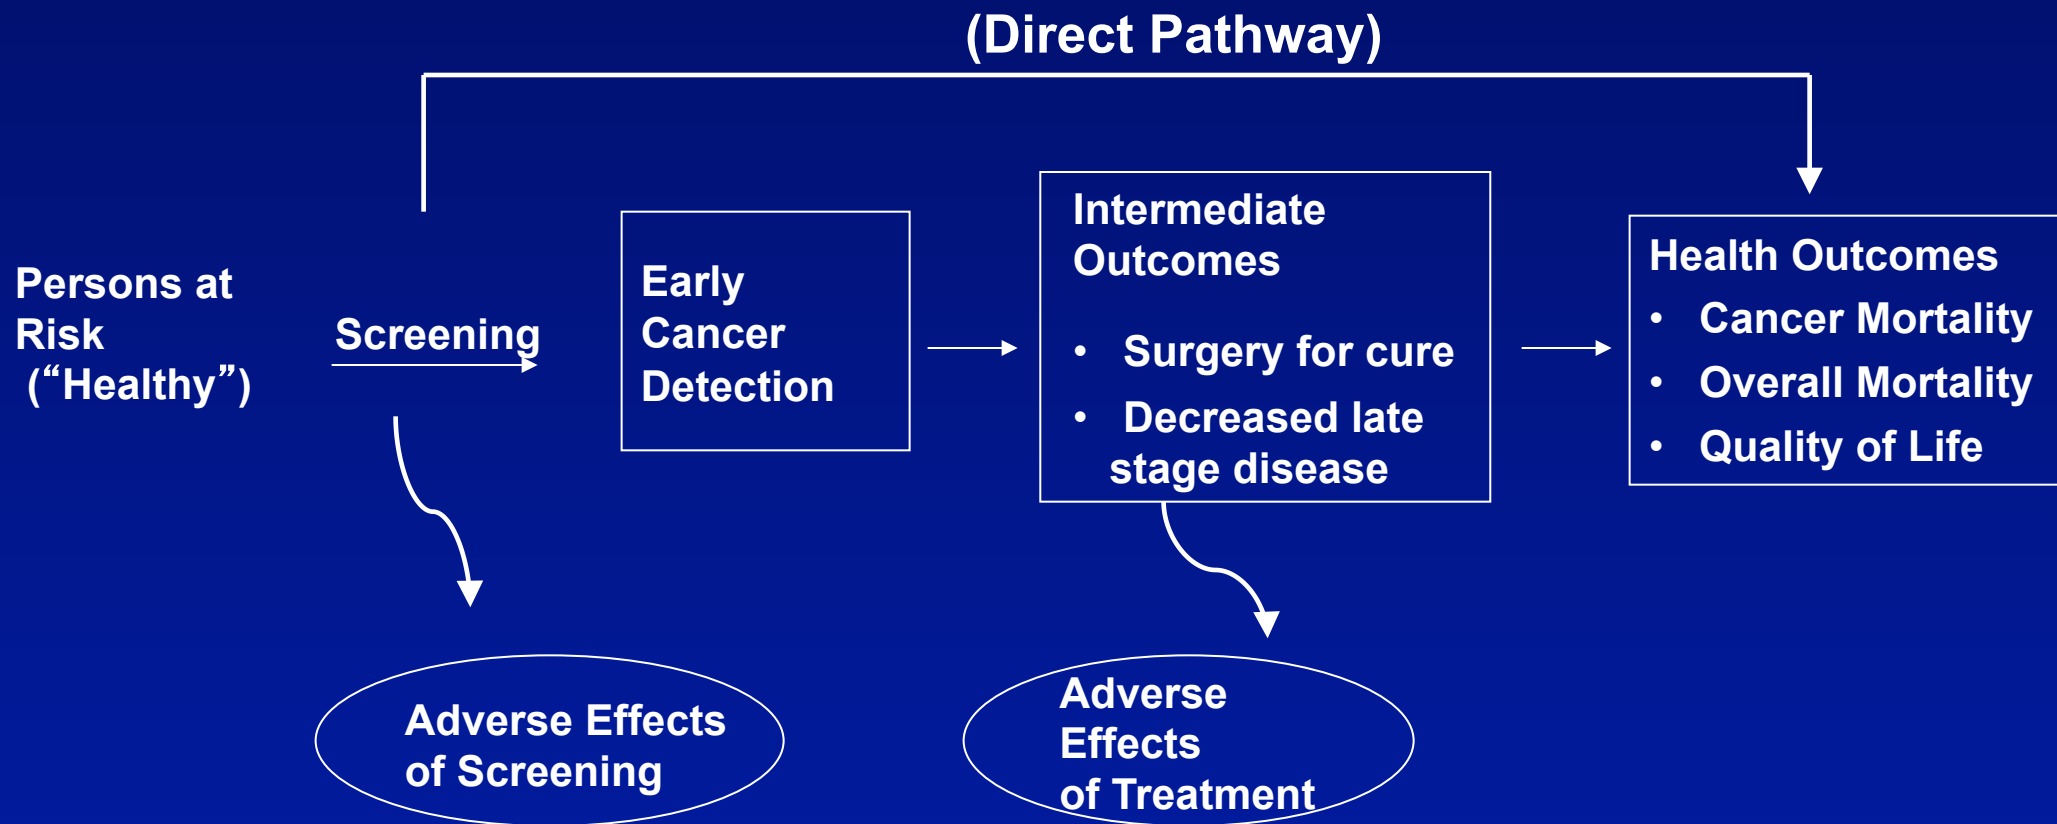 (Direct Pathway)
Persons at
Risk
(“Healthy”)
Screening
Early
Cancer
Detection
Intermediate
Outcomes
• Surgery for cure
• Decreased late
stage disease
Health Outcomes
• Cancer Mortality
• Overall Mortality
• Quality of Life
Adverse Effects
of Screening
Adverse
Effects
of Treatment